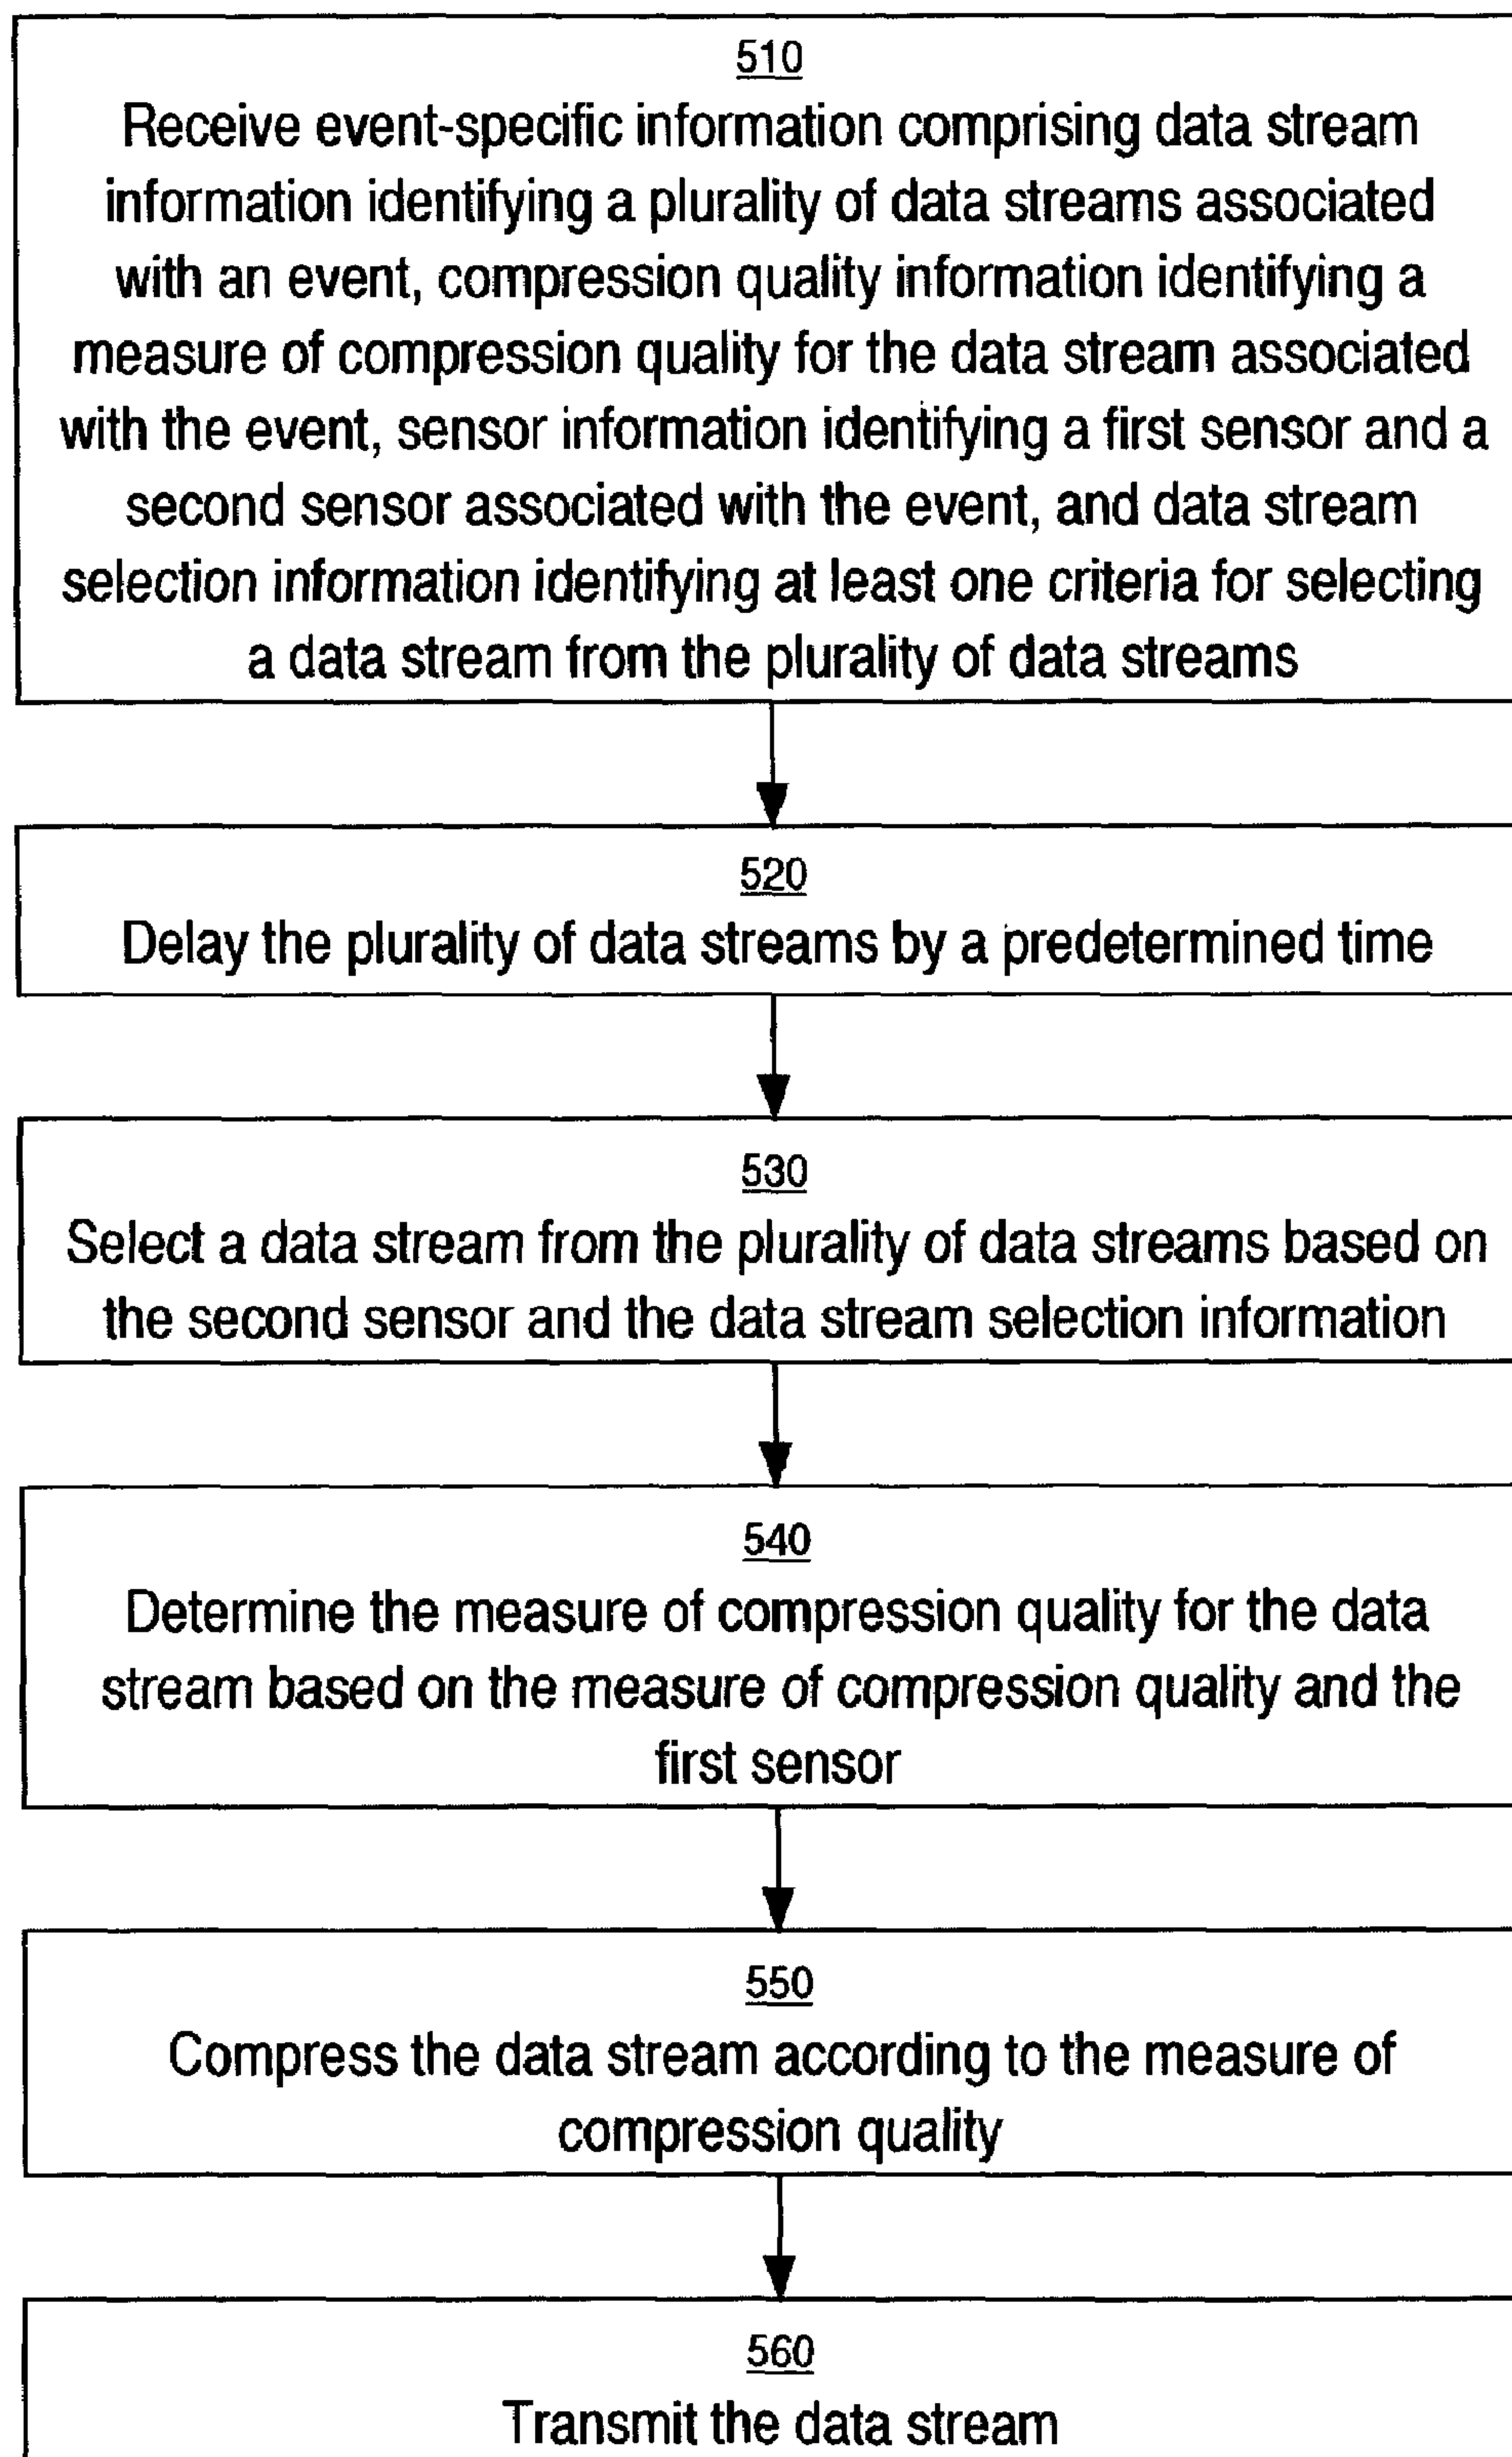 510
Receive event-specific information comprising data stream
information identifying a plurality of data streams associated
with an event, compression quality information identifying a
measure of compression quality for the data stream associated
with the event, sensor information identifying a first sensor and a
second sensor associated with the event, and data stream
selection information identifying at least one criteria for selecting
a data stream from the plurality of data streams
520
Delay the plurality of data streams by a predetermined time
530
Select a data stream from the plurality of data streams based on
the second sensor and the data stream selection information
540
Determine the measure of compression quality for the data
stream based on the measure of compression quality and the
first sensor
550
Compress the data stream according to the measure of
compression quality
560
Transmit the data stream